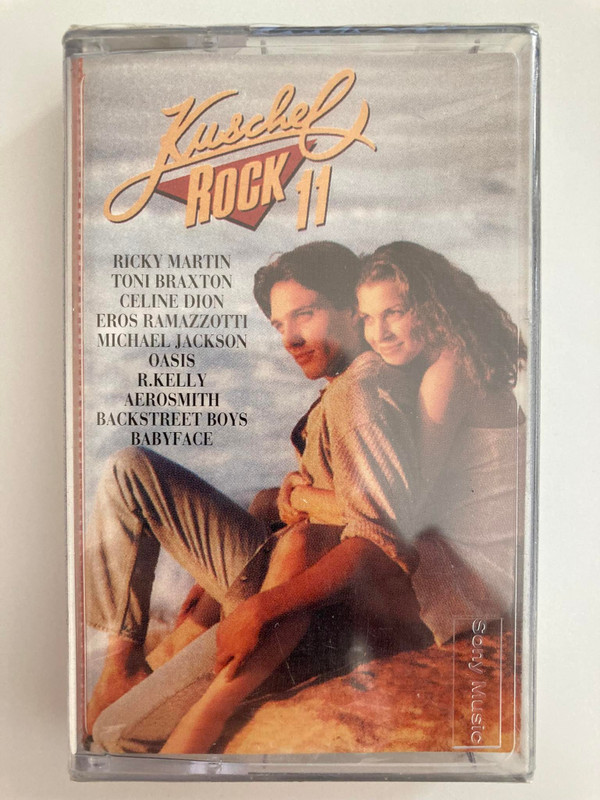 Kuschel
ROCK 11
RICKY MARTIN
TONI BRAXTON
CELINE DION
EROS RAMAZZOTTI
MICHAEL JACKSON
OASIS
R.KELLY
AEROSMITH
BACKSTREET BOYS
BABYFACE
Sony Music